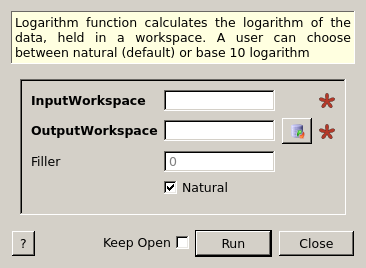 Logarithm function calculates the logarithm of the
data, held in a workspace. A user can choose
between natural (default) or base 10 logarithm
InputWorkspace
OutputWorkspace
Filler 0
Natural
? Keep Open Run Close